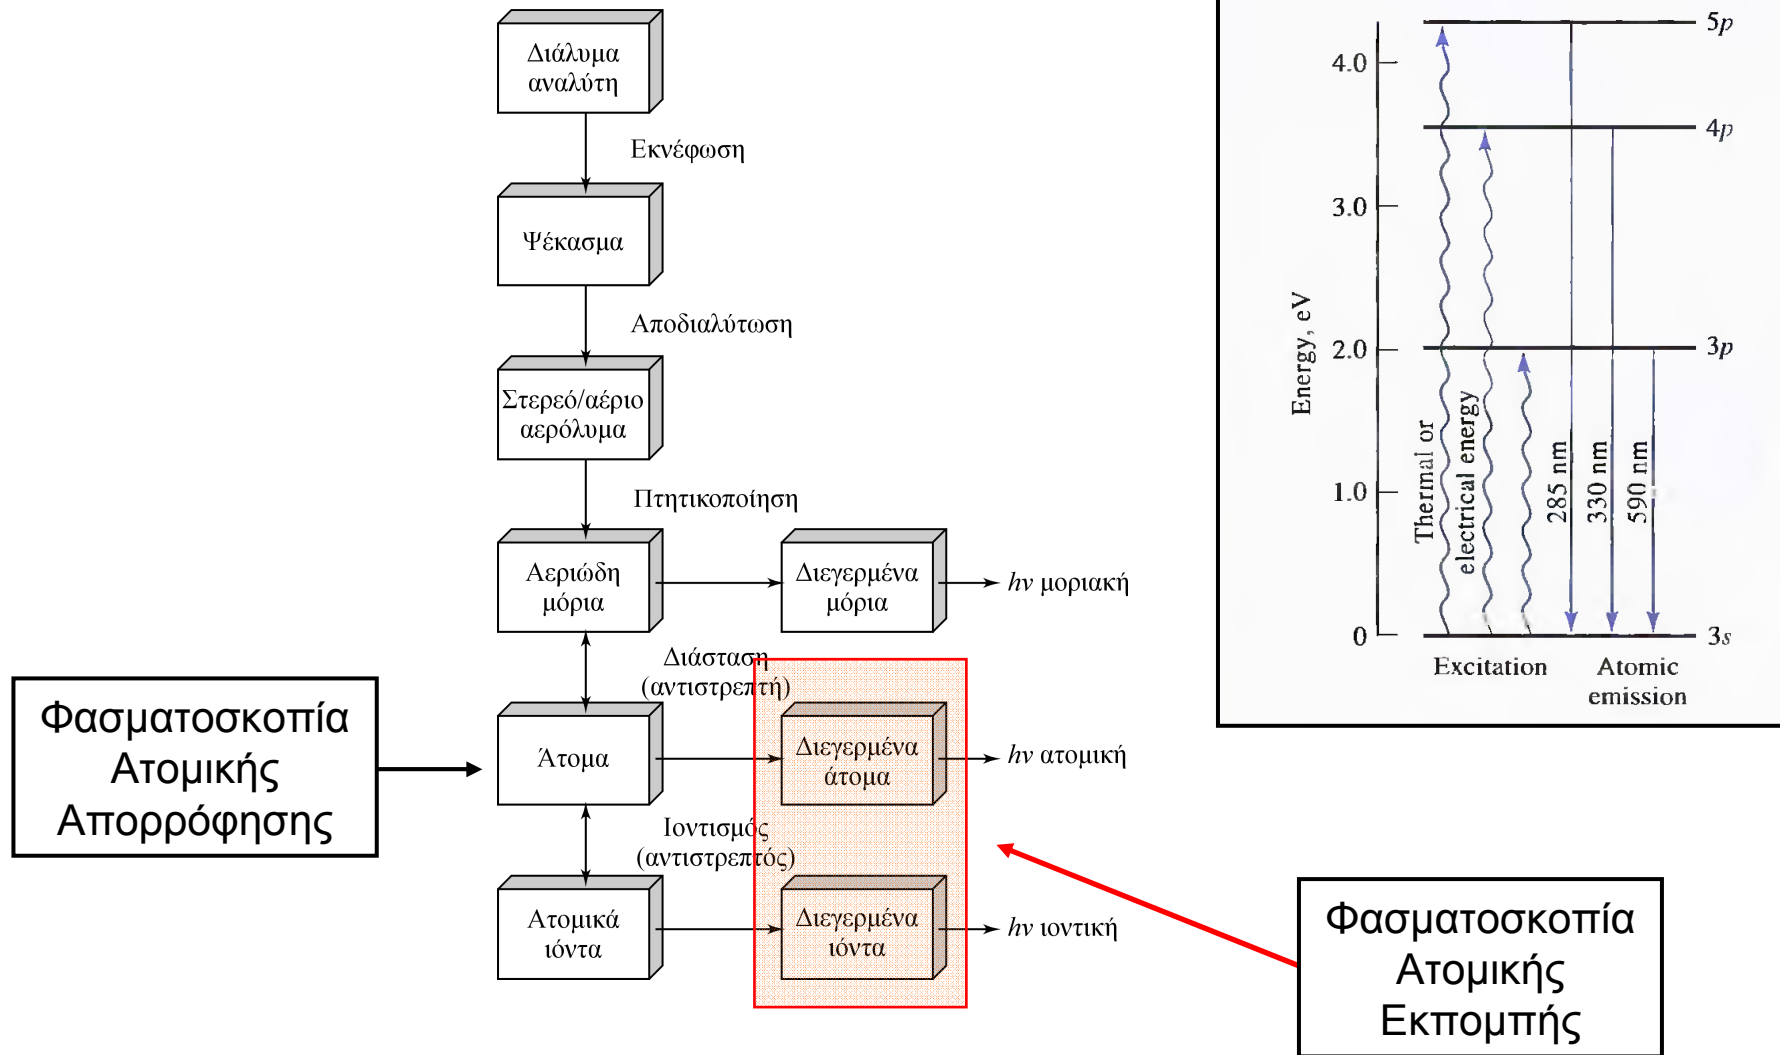 Διάλυμα
αναλύτη
Εκνέφωση
Ψέκασμα
Αποδιαλύτωση
Στερεό/αέριο
αερόλυμα
Πτητικοποίηση
Αεριώδη
μόρια
Διεγερμένα
μόρια
hν μοριακή
Διάσταση
(αντιστρεπτή)
Φασματοσκοπία
Ατομικής
Απορρόφησης
Άτομα
Διεγερμένα
άτομα
hν ατομική
Ιοντισμός
(αντιστρεπτός)
Ατομικά
ιόντα
Διεγερμένα
ιόντα
hν ιοντική
Φασματοσκοπία
Ατομικής
Εκπομπής
5p
4.0
4p
3.0
2.0
3p
1.0
0
3s
Energy, eV
Thermal or
electrical energy
285 nm
330 nm
590 nm
Excitation
Atomic
emission